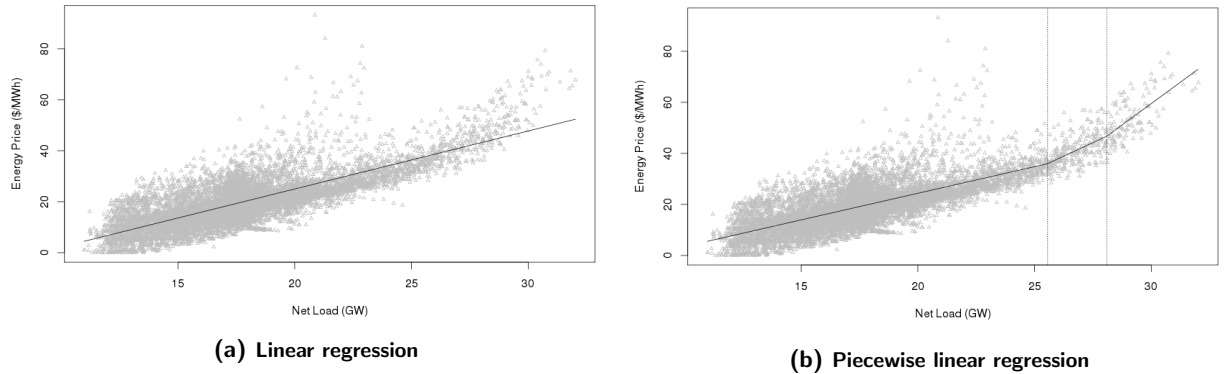 80
60
40
20
0
Energy Price ($/MWh)
15 20 25 30
Net Load (GW)
(a) Linear regression
80
60
40
20
0
Energy Price ($/MWh)
15 20 25 30
Net Load (GW)
(b) Piecewise linear regression